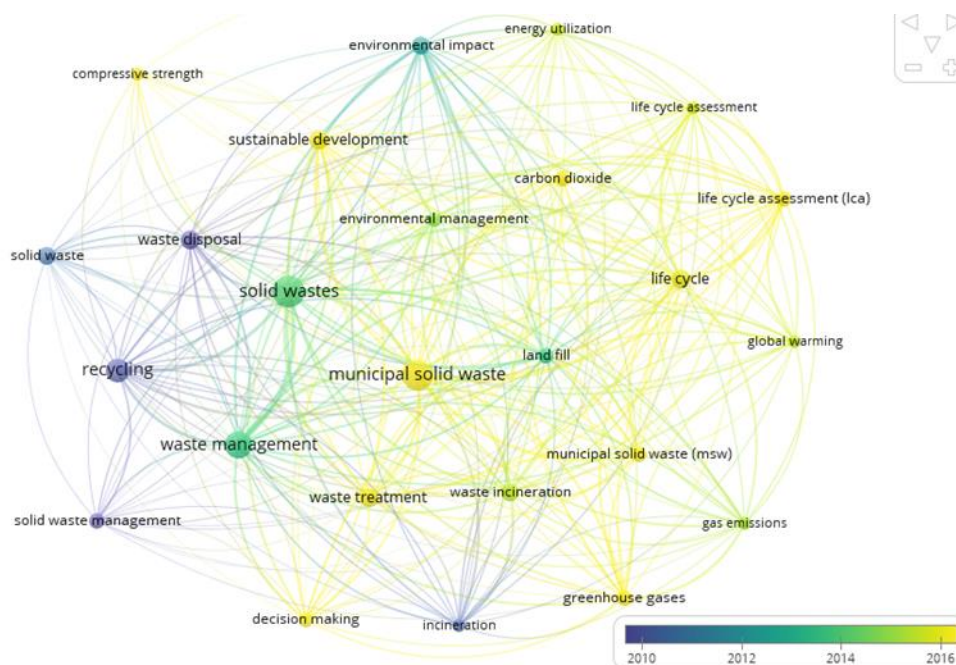 environmental impact
energy utilization
compressive strength
life cycle assessment
sustainable development
carbon dioxide
life cycle assessment (lca)
environmental management
waste disposal
solid waste
solid wastes
life cycle
global warming
land fill
recycling
municipal solid waste
waste management
municipal solid waste (msw)
waste treatment
waste incineration
solid waste management
gas emissions
greenhouse gases
decision making
incineration
2010 2012 2014 2016